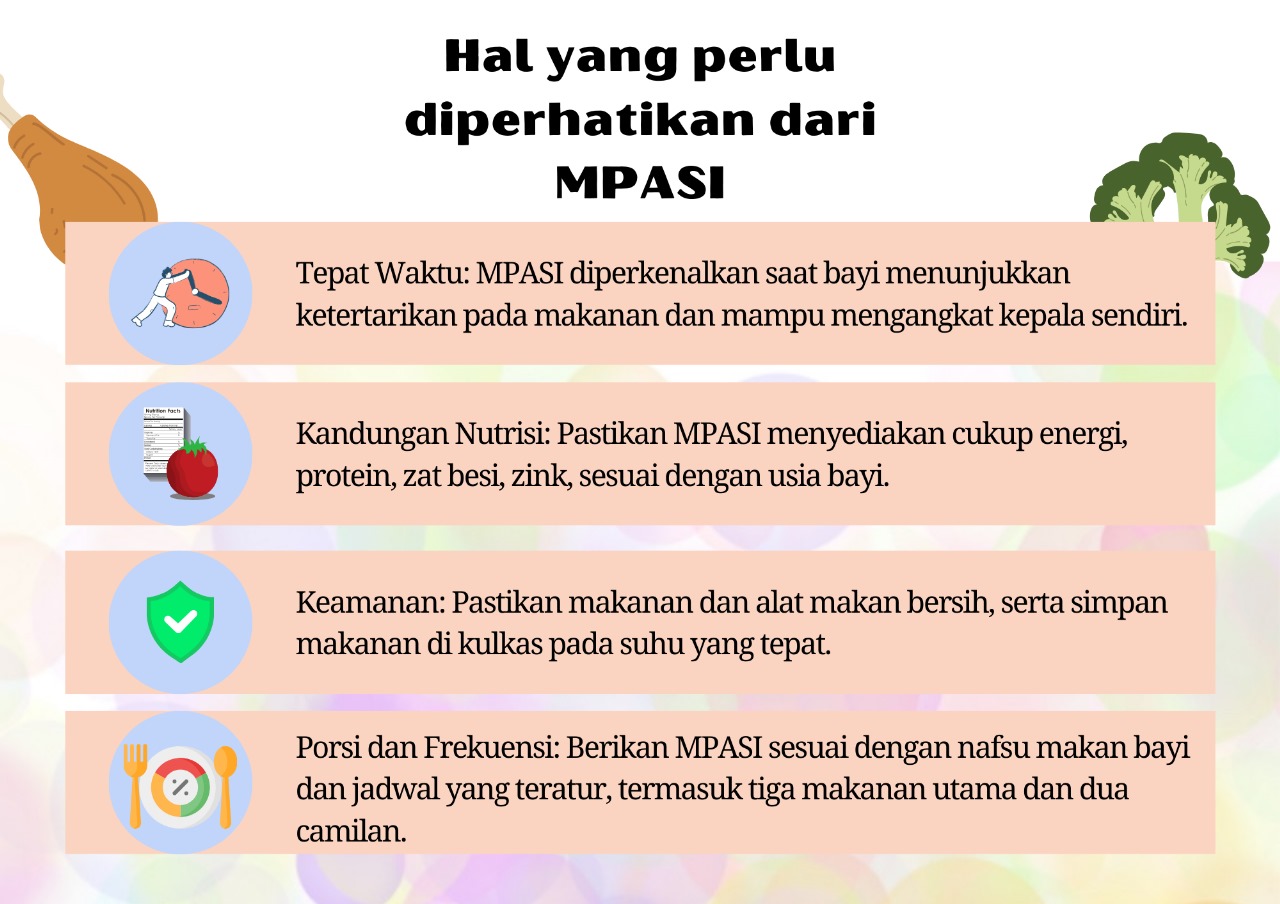 Hal yang perlu
diperhatikan dari
MPASI
Tepat Waktu: MPASI diperkenalkan saat bayi menunjukkan
ketertarikan pada makanan dan mampu mengangkat kepala sendiri.
Nutrition Facts
Kandungan Nutrisi: Pastikan MPASI menyediakan cukup energi,
protein, zat besi, zink, sesuai dengan usia bayi.
Keamanan: Pastikan makanan dan alat makan bersih, serta simpan
makanan di kulkas pada suhu yang tepat.
Porsi dan Frekuensi: Berikan MPASI sesuai dengan nafsu makan bayi
dan jadwal yang teratur, termasuk tiga makanan utama dan dua
camilan.